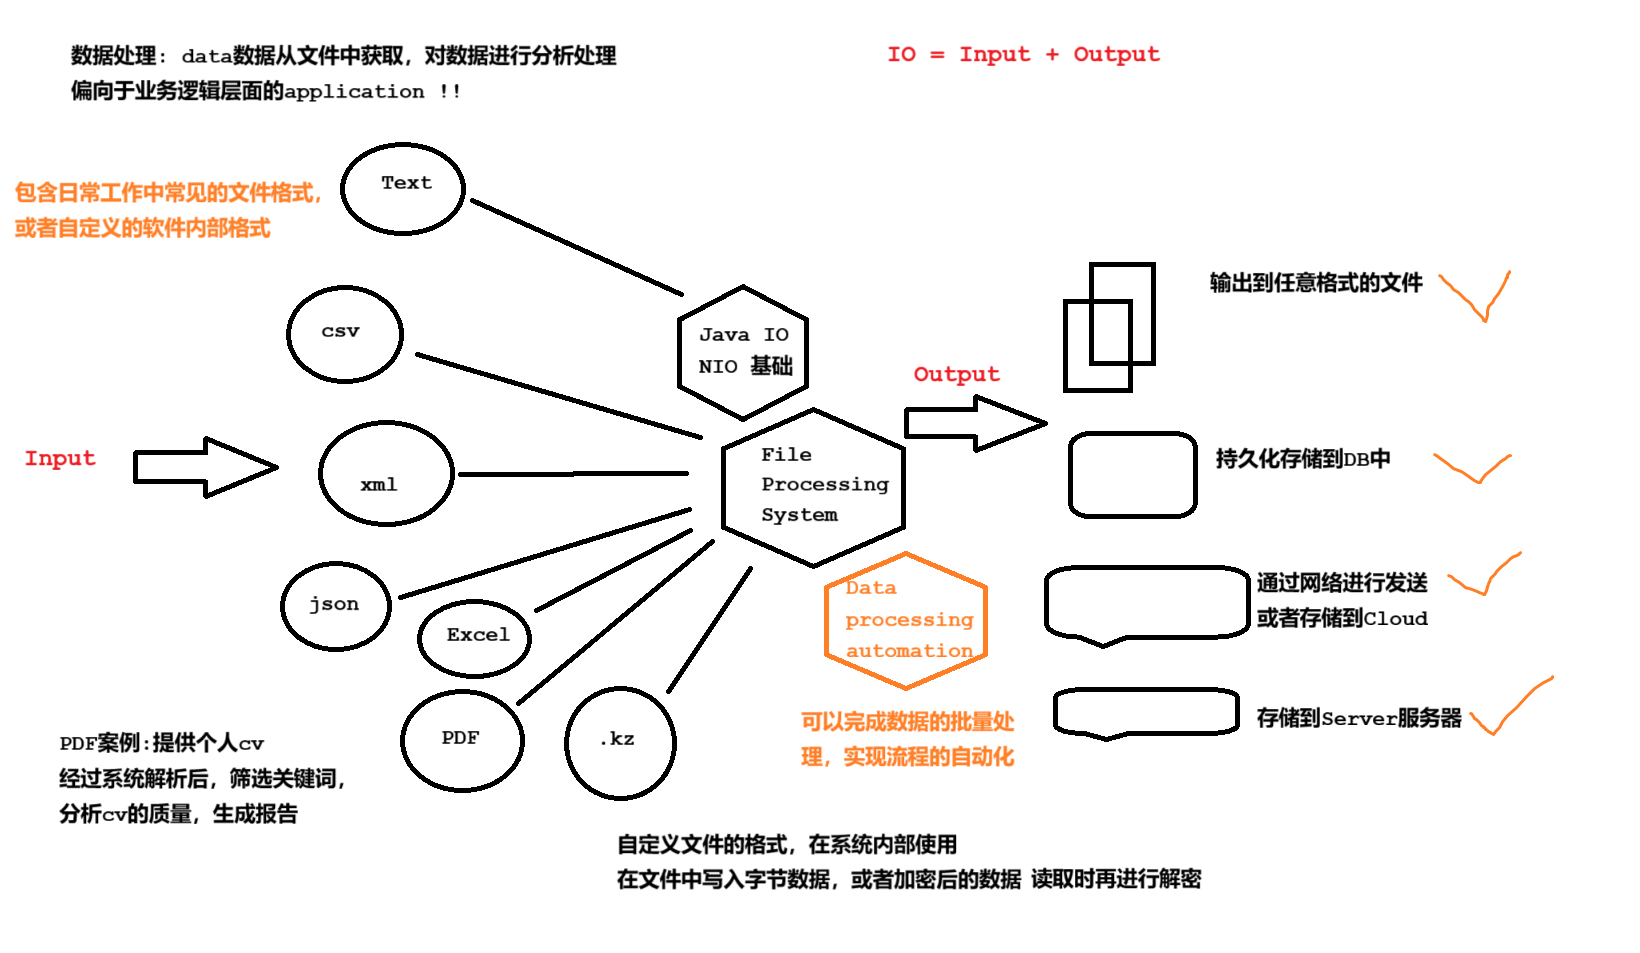 数据处理：data数据从文件中获取，对数据进行分析处理
偏向于业务逻辑层面的application !!
IO = Input + Output
包含日常工作中常见的文件格式，
或者自定义的软件内部格式
Text
csv
Java IO
NIO 基础
输出到任意格式的文件
Output
Input
xml
File
Processing
System
持久化存储到DB中
json
Excel
Data
processing
automation
通过网络进行发送
或者存储到Cloud
PDF
.kz
可以完成数据的批量处
理，实现流程的自动化
存储到Server服务器
PDF案例:提供个人cv
经过系统解析后，筛选关键词，
分析cv的质量，生成报告
自定义文件的格式，在系统内部使用
在文件中写入字节数据，或者加密后的数据 读取时再进行解密